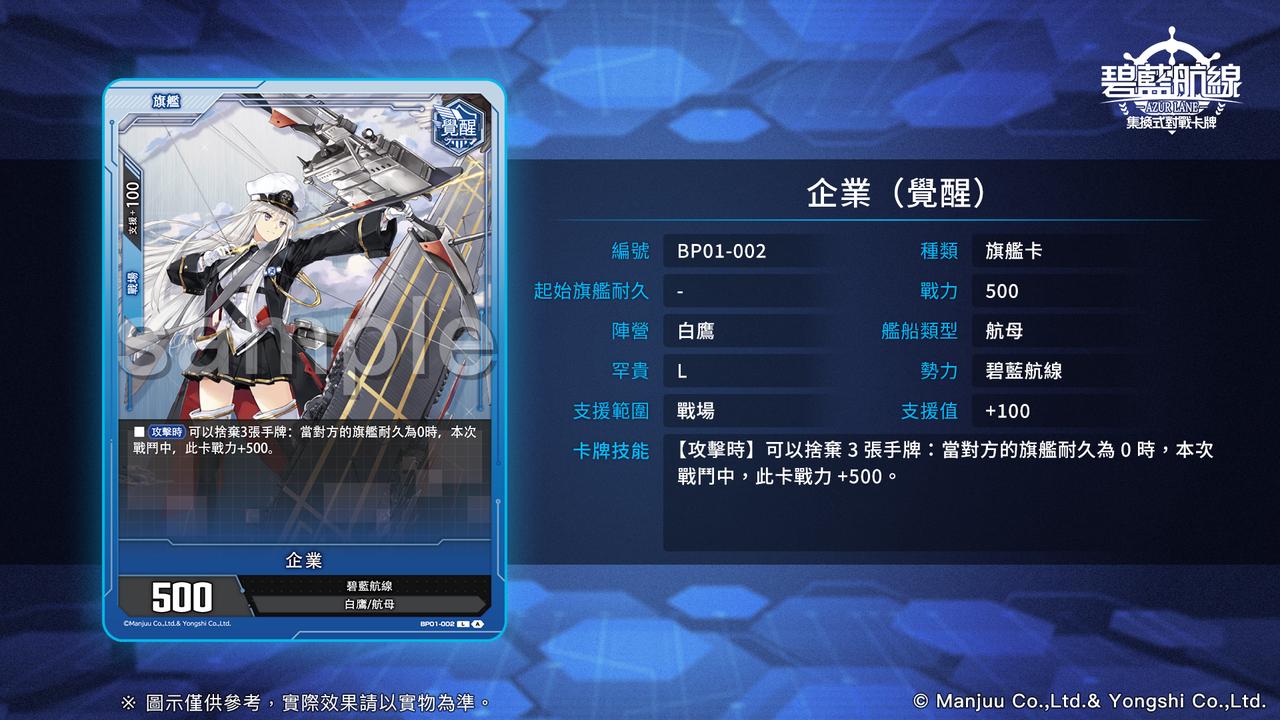 旗艦
覺醒
支援+100
戰場
sample
■ 攻擊時 可以捨棄3張手牌：當對方的旗艦耐久為0時，本次
戰鬥中，此卡戰力+500。
企業
500
碧藍航線
白鷹/航母
©Manjuu Co.,Ltd.& Yongshi Co.,Ltd.
BP01-002 L A
碧藍航線
AZUR LANE
集換式對戰卡牌
企業（覺醒）
編號 BP01-002 種類 旗艦卡
起始旗艦耐久 - 戰力 500
陣營 白鷹 艦船類型 航母
罕貴 L 勢力 碧藍航線
支援範圍 戰場 支援值 +100
卡牌技能 【攻擊時】可以捨棄 3 張手牌：當對方的旗艦耐久為 0 時，本次
戰鬥中，此卡戰力 +500。
※ 圖示僅供參考，實際效果請以實物為準。
© Manjuu Co.,Ltd.& Yongshi Co.,Ltd.